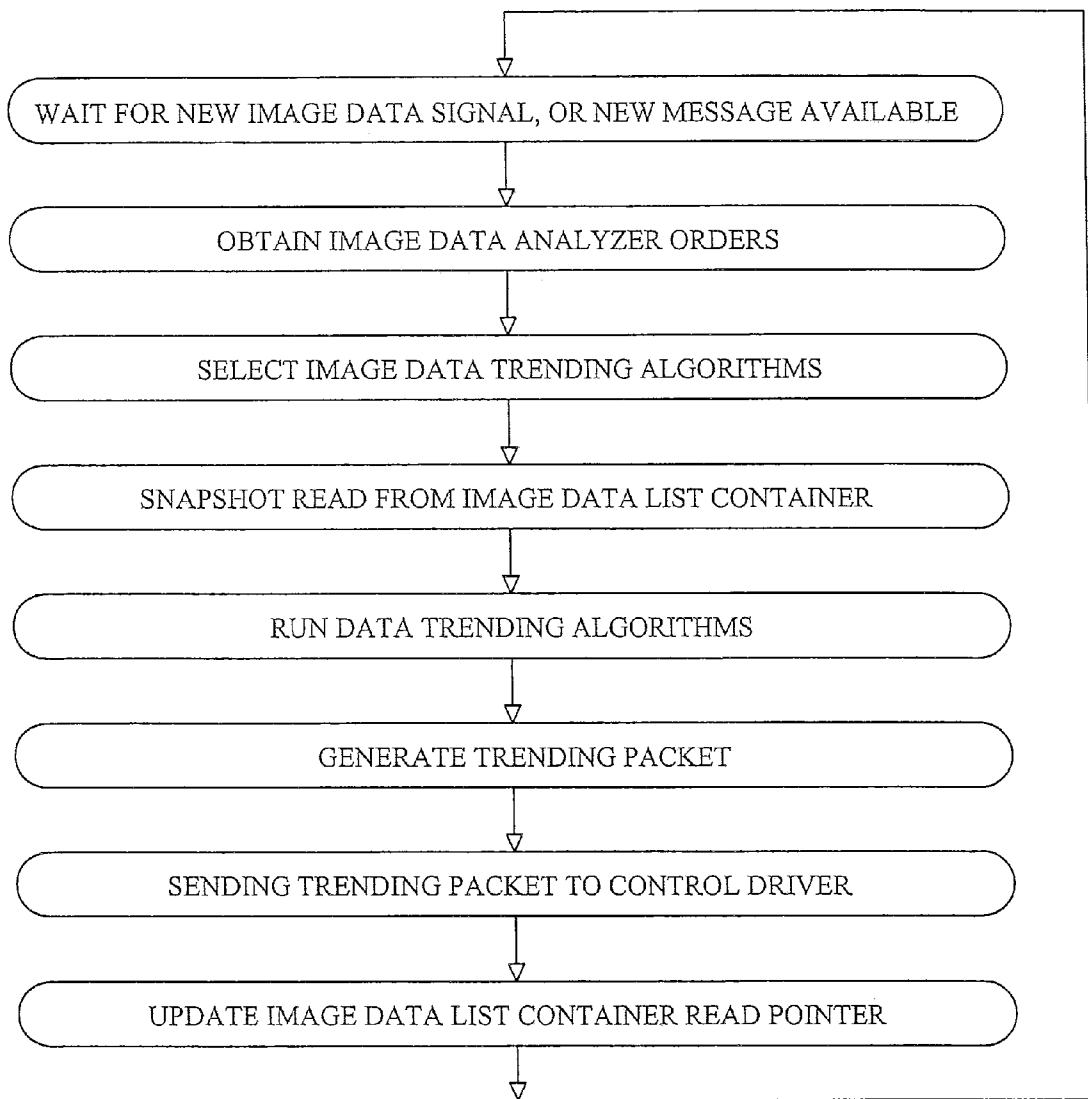 WAIT FOR NEW IMAGE DATA SIGNAL, OR NEW MESSAGE AVAILABLE
OBTAIN IMAGE DATA ANALYZER ORDERS
SELECT IMAGE DATA TRENDING ALGORITHMS
SNAPSHOT READ FROM IMAGE DATA LIST CONTAINER
RUN DATA TRENDING ALGORITHMS
GENERATE TRENDING PACKET
SENDING TRENDING PACKET TO CONTROL DRIVER
UPDATE IMAGE DATA LIST CONTAINER READ POINTER